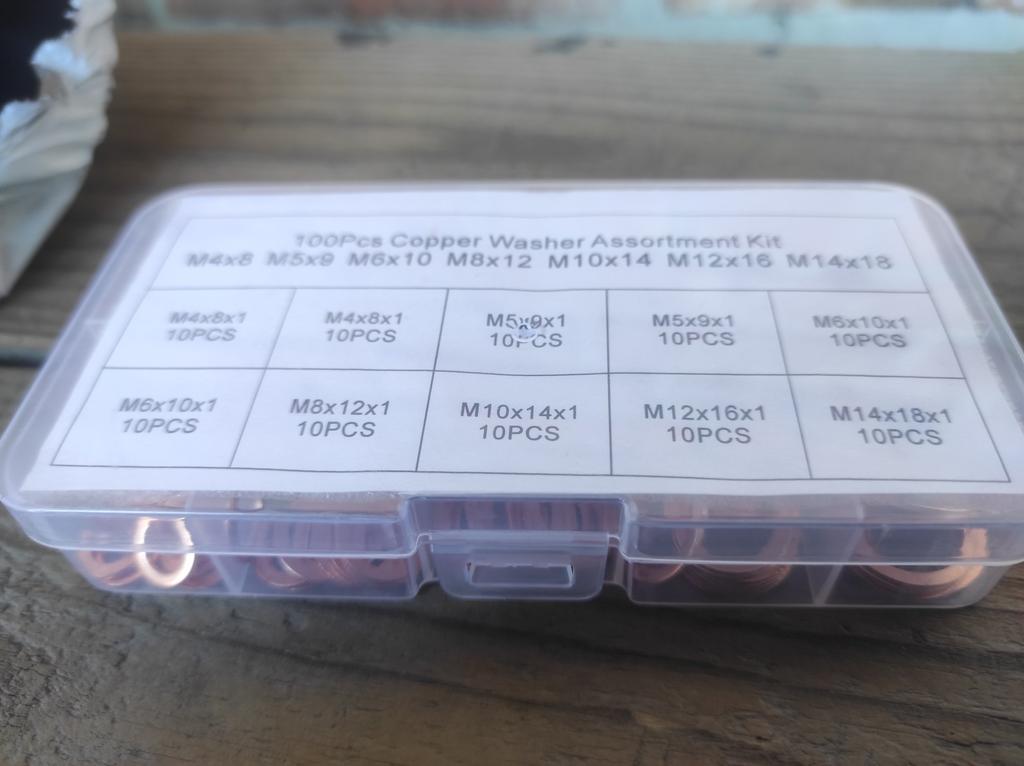 100Pcs Copper Washer Assortment Kit
M4x8 M5x9 M6x10 M8x12 M10x14 M12x16 M14x18
M4x8x1
10PCS
M4x8x1
10PCS
M5x9x1
10PCS
M5x9x1
10PCS
M6x10x1
10PCS
M6x10x1
10PCS
M8x12x1
10PCS
M10x14x1
10PCS
M12x16x1
10PCS
M14x18x1
10PCS